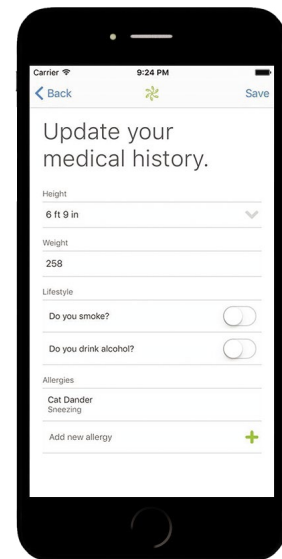 Carrier 9:24 PM
Back Save
Update your
medical history.
Height
6 ft 9 in
Weight
258
Lifestyle
Do you smoke?
Do you drink alcohol?
Allergies
Cat Dander
Sneezing
Add new allergy